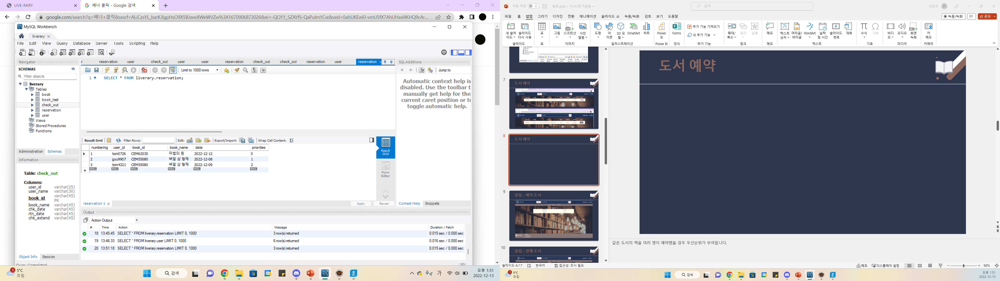 LIVE-RARY
배너 클릭 - Google 검색
google.com/search?q=배너+클릭&sxsrf=ALiCzsYL_barKJlgpHsO9X5BJwwXWeWVZw%3A1670906873026&ei=-QOYY_SZAYfS-QaPuImYCw&ved=0ahUKEwi0-vmU5fX7AhUHad4KHQ9cAr...
MySQL Workbench
liverary
File Edit View Query Database Server Tools Scripting Help
Navigator
SCHEMAS
Filter objects
liverary
Tables
book
book_test
check_out
reservation
user
Views
Stored Procedures
Functions
Administration Schemas
Information
Table: check_out
Columns:
user_id varchar(25)
user_name varchar(30)
book_id varchar(45)
PK
book_name varchar(45)
chk_date varchar(45)
rtn_date varchar(45)
chk_extend varchar(45)
Object Info Session
Query Completed
er reservation user check_out user user reservation check_out check_out reservation user reservation
Limit to 1000 rows
1 SELECT * FROM liverary.reservation;
Result Grid Filter Rows: Edit: Export/Import: Wrap Cell Content:
numbering user_id book_id book_name date priorities
1 tom0726 CEM62030 마법의 원 2022-12-12 0
2 gyu9907 CEM55080 벼알 삼 형제 2022-12-08 1
3 tom4321 CEM55080 벼알 삼 형제 2022-12-09 2
NULL NULL NULL NULL NULL NULL
Result Grid
Form Editor
reservation 1
Apply Revert
SQLAdditions
Jump to
Automatic context help is
disabled. Use the toolbar t
manually get help for the
current caret position or to
toggle automatic help.
Context Help Snippets
Output
Action Output
# Time Action Message Duration / Fetch
18 13:45:45 SELECT * FROM liverary.reservation LIMIT 0, 1000 3 row(s) returned 0.015 sec / 0.000 sec
19 13:46:33 SELECT * FROM liverary.user LIMIT 0, 1000 6 row(s) returned 0.016 sec / 0.000 sec
20 13:51:18 SELECT * FROM liverary.reservation LIMIT 0, 1000 3 row(s) returned 0.015 sec / 0.000 sec
1
5°C
흐림
검색
가
오후 1:51
2022-12-13
자동 저장 끔 발표.pptx • 이 PC에 저장됨
검색
진민주
파일 홈 삽입 그리기 디자인 전환 애니메이션 슬라이드 쇼 녹음/녹화 검토 보기 도움말
녹음/녹화
공유
새 슬라이드
슬라이드 다시 사용
표
그림
스크린샷
사진 앨범
도형
아이콘
3D 모델
SmartArt
차트
Power BI
Forms
추가 기능 가져오기
내 추가 기능
확대/축소
링크
실행
메모
텍스트 상자
머리글/바닥글
WordArt
날짜 및 시간
슬라이드 번호
개체
수식
기호
비디오
오디오
화면 녹화
카메오
슬라이드 표 이미지 일러스트레이션 Power BI 양식 추가 기능 링크 메모 텍스트 기호 미디어 카메라
7
도서 예약
8
도서 예약
9
알림 – 예약 도서
10
알림 – 연체 도서
도서 예약
같은 도서의 책을 여러 명이 예약했을 경우 우선순위가 부여됩니다.
슬라이드 8/17 한국어 접근성: 조사 필요
메모 디스플레이 설정 98%
1
5°C
흐림
검색
오후 1:51
2022-12-13